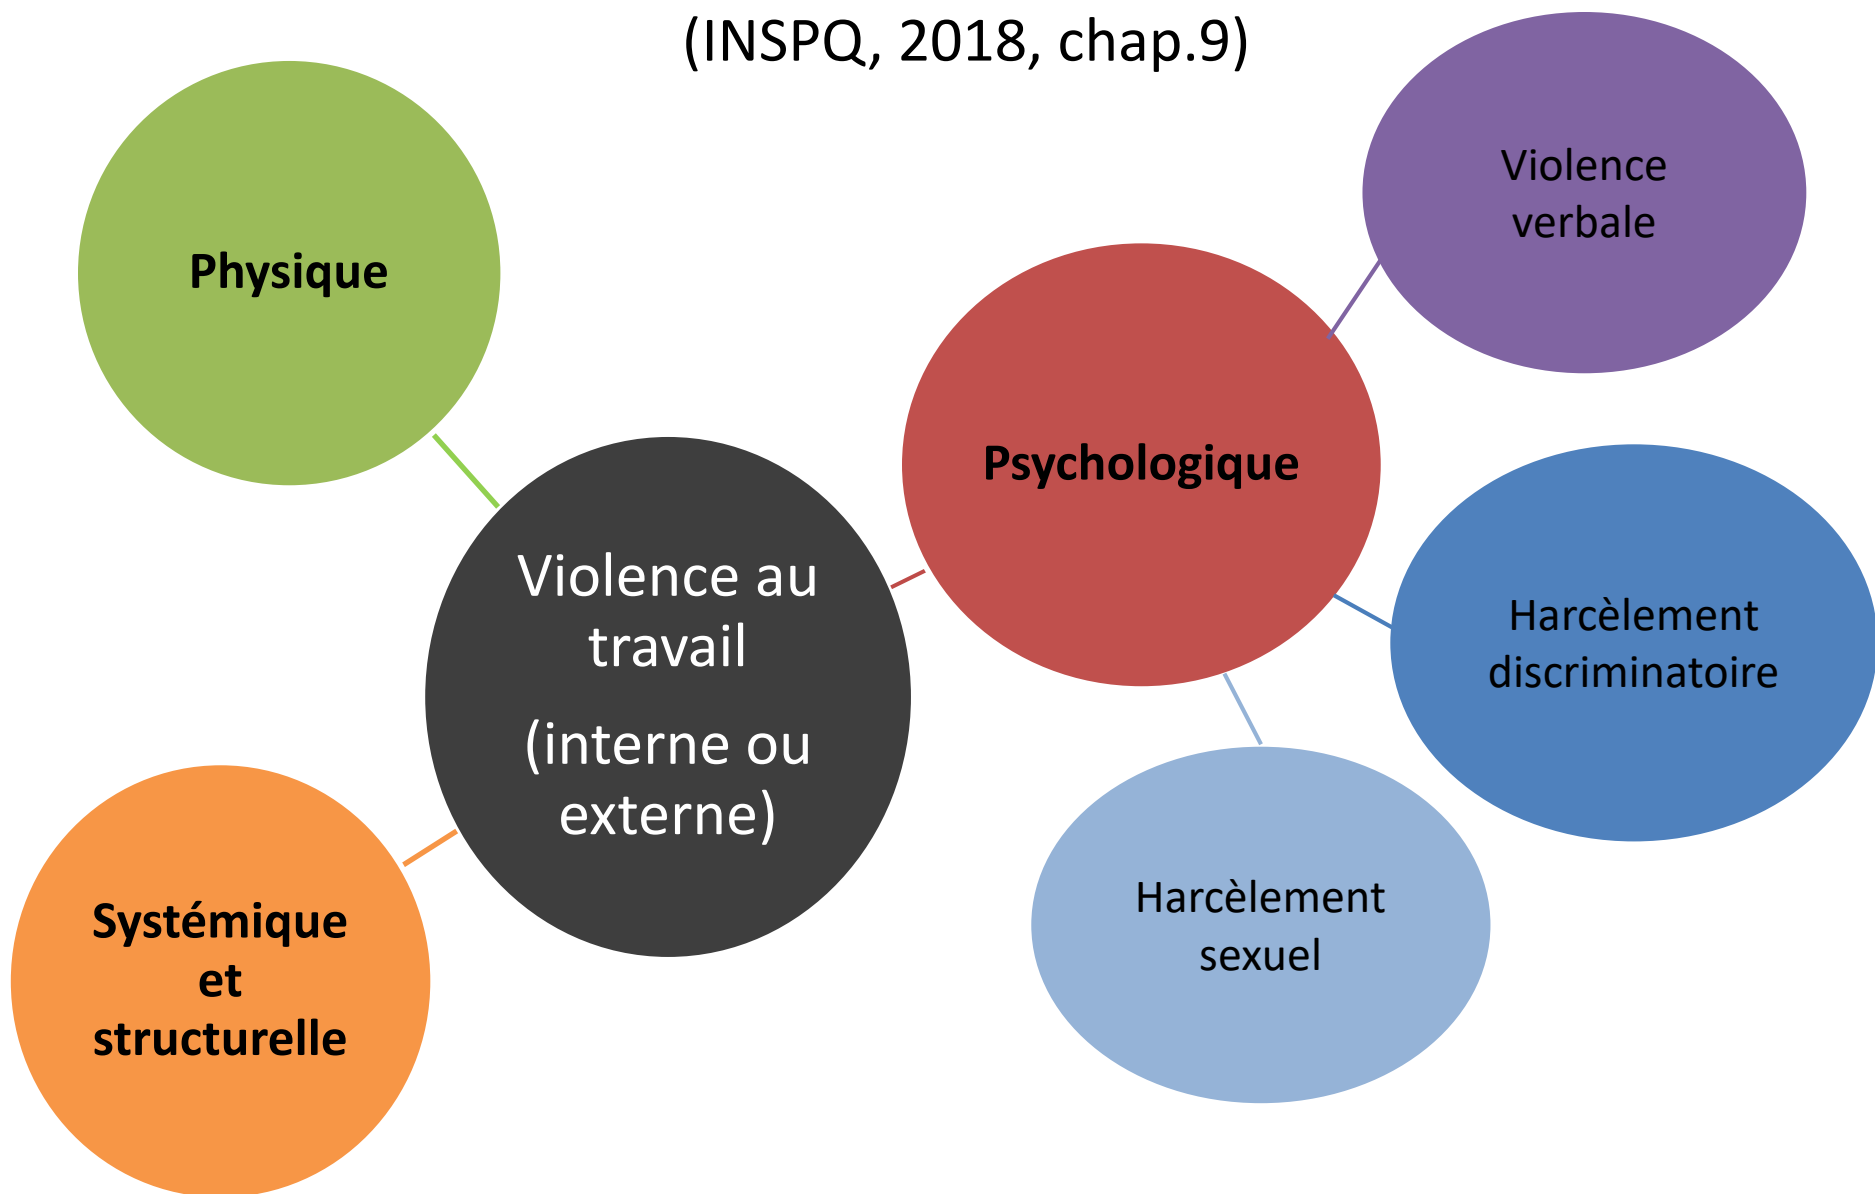 (INSPQ, 2018, chap.9)
Physique
Violence au
travail
(interne ou
externe)
Systémique
et
structurelle
Psychologique
Violence
verbale
Harcèlement
discriminatoire
Harcèlement
sexuel